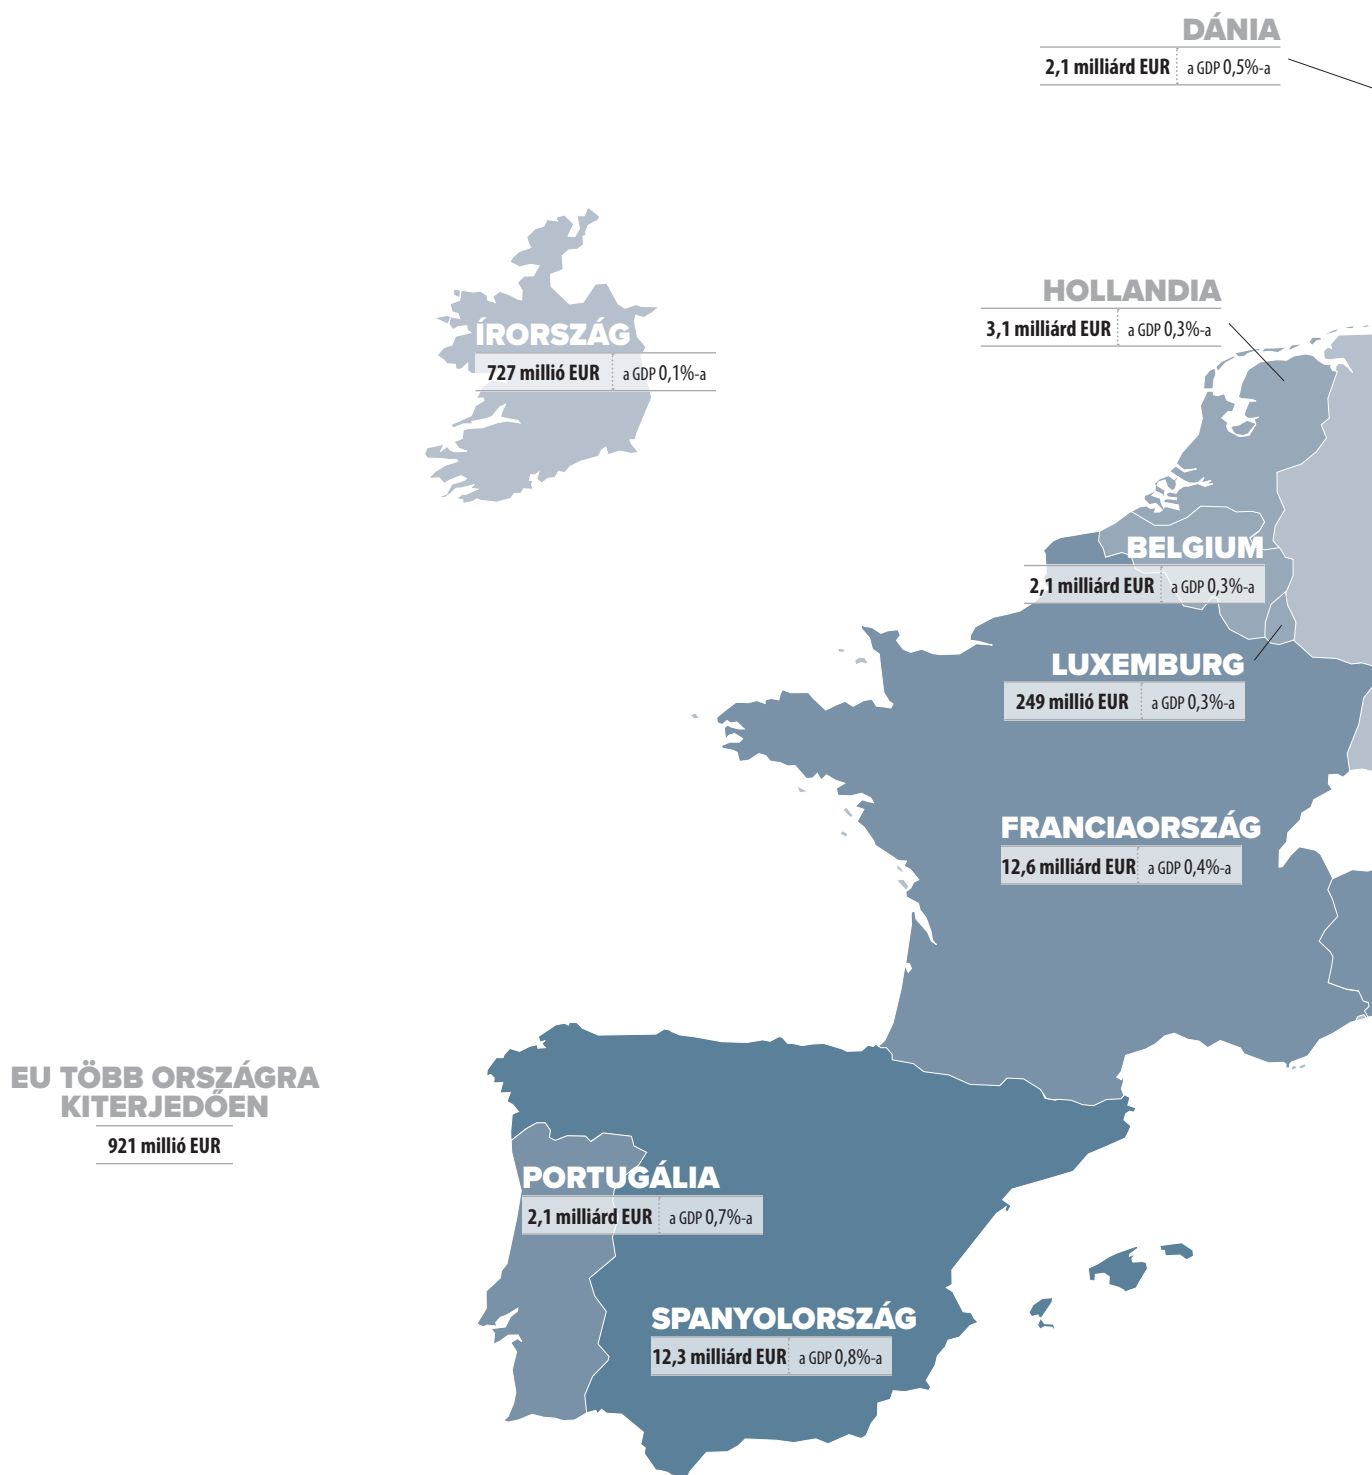 DÁNIA
2,1 milliárd EUR a GDP 0,5%-a
HOLLANDIA
3,1 milliárd EUR a GDP 0,3%-a
ÍRORSZÁG
727 millió EUR a GDP 0,1%-a
BELGIUM
2,1 milliárd EUR a GDP 0,3%-a
LUXEMBURG
249 millió EUR a GDP 0,3%-a
FRANCIAORSZÁG
12,6 milliárd EUR a GDP 0,4%-a
EU TÖBB ORSZÁGRA
KITERJEDŐEN
921 millió EUR
PORTUGÁLIA
2,1 milliárd EUR a GDP 0,7%-a
SPANYOLORSZÁG
12,3 milliárd EUR a GDP 0,8%-a